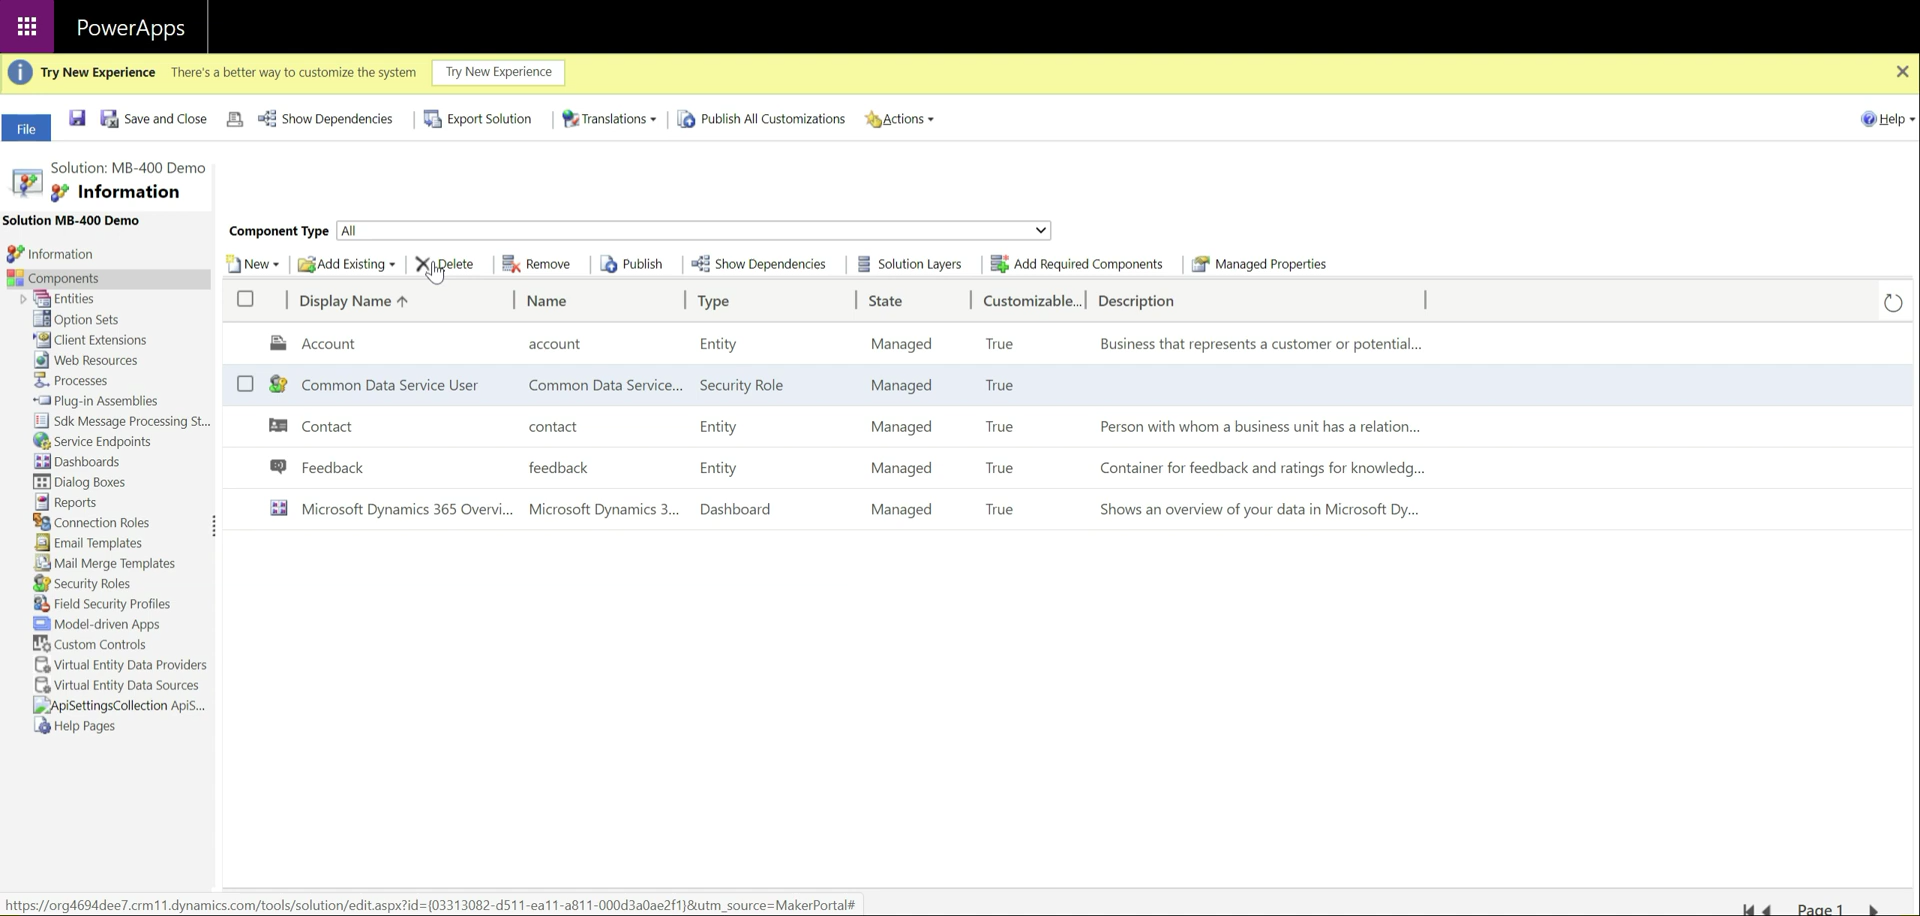 PowerApps
Try New Experience There's a better way to customize the system Try New Experience
File Save and Close Show Dependencies Export Solution Translations Publish All Customizations Actions Help
Solution: MB-400 Demo
Information
Solution MB-400 Demo
Information
Components
Entities
Option Sets
Client Extensions
Web Resources
Processes
Plug-in Assemblies
Sdk Message Processing St...
Service Endpoints
Dashboards
Dialog Boxes
Reports
Connection Roles
Email Templates
Mail Merge Templates
Security Roles
Field Security Profiles
Model-driven Apps
Custom Controls
Virtual Entity Data Providers
Virtual Entity Data Sources
ApiSettingsCollection ApiS...
Help Pages
Component Type All
New Add Existing Delete Remove Publish Show Dependencies Solution Layers Add Required Components Managed Properties
Display Name Name Type State Customizable... Description
Account account Entity Managed True Business that represents a customer or potential...
Common Data Service User Common Data Service... Security Role Managed True
Contact contact Entity Managed True Person with whom a business unit has a relation...
Feedback feedback Entity Managed True Container for feedback and ratings for knowledg...
Microsoft Dynamics 365 Overvi... Microsoft Dynamics 3... Dashboard Managed True Shows an overview of your data in Microsoft Dy...
https://org4694dee7.crm11.dynamics.com/tools/solution/edit.aspx?id={03313082-d511-ea11-a811-000d3a0ae2f1}&utm_source=MakerPortal#
Page 1